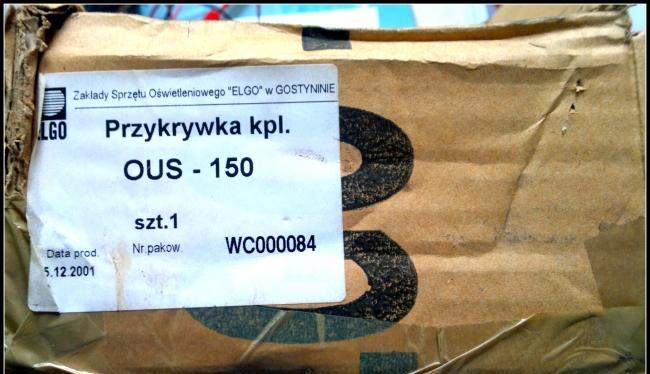 Zakłady Sprzętu Oświetleniowego "ELGO" w GOSTYNINIE
ELGO
Przykrywka kpl.
OUS - 150
szt.1
Nr.pakow. WC000084
Data prod.
5.12.2001